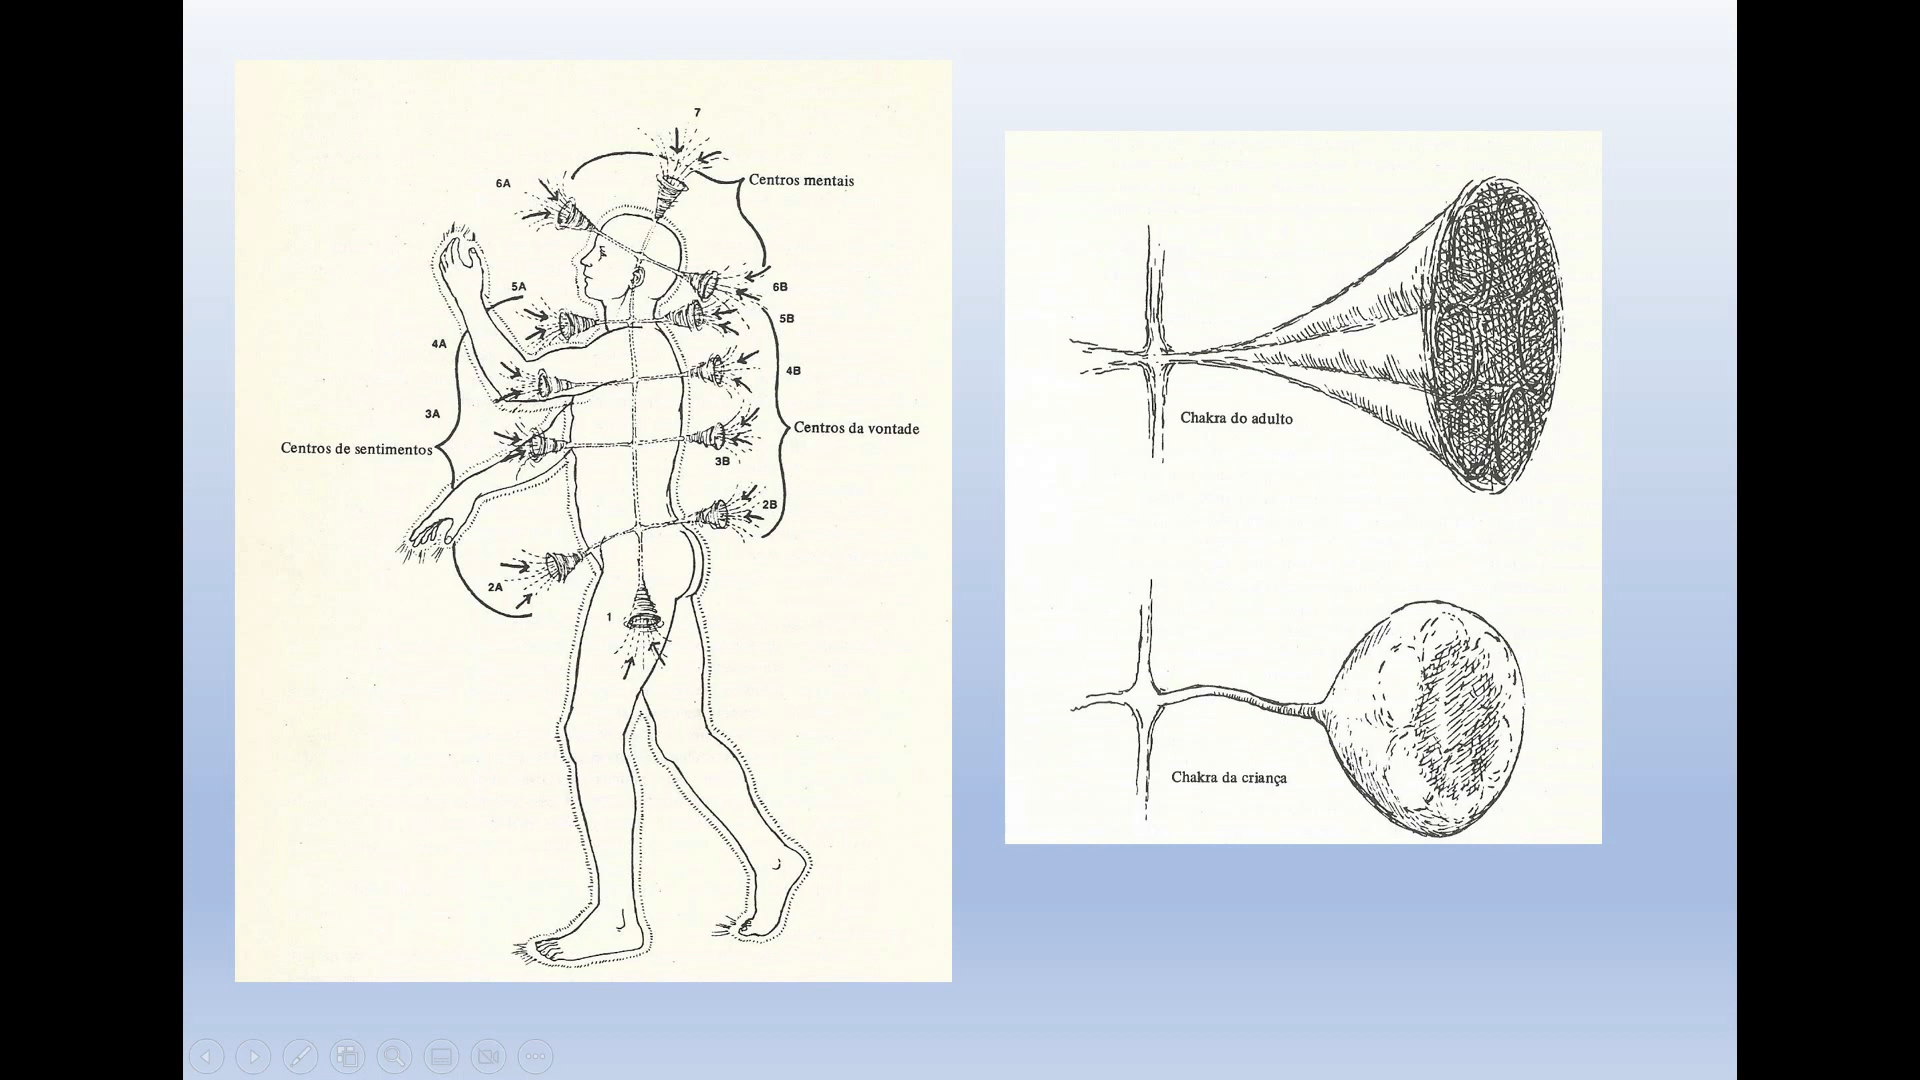 7
Centros mentais
6A
6B
5A
5B
4A
4B
3A
Centros da vontade
Centros de sentimentos
3B
2B
2A
1
Chakra do adulto
Chakra da criança